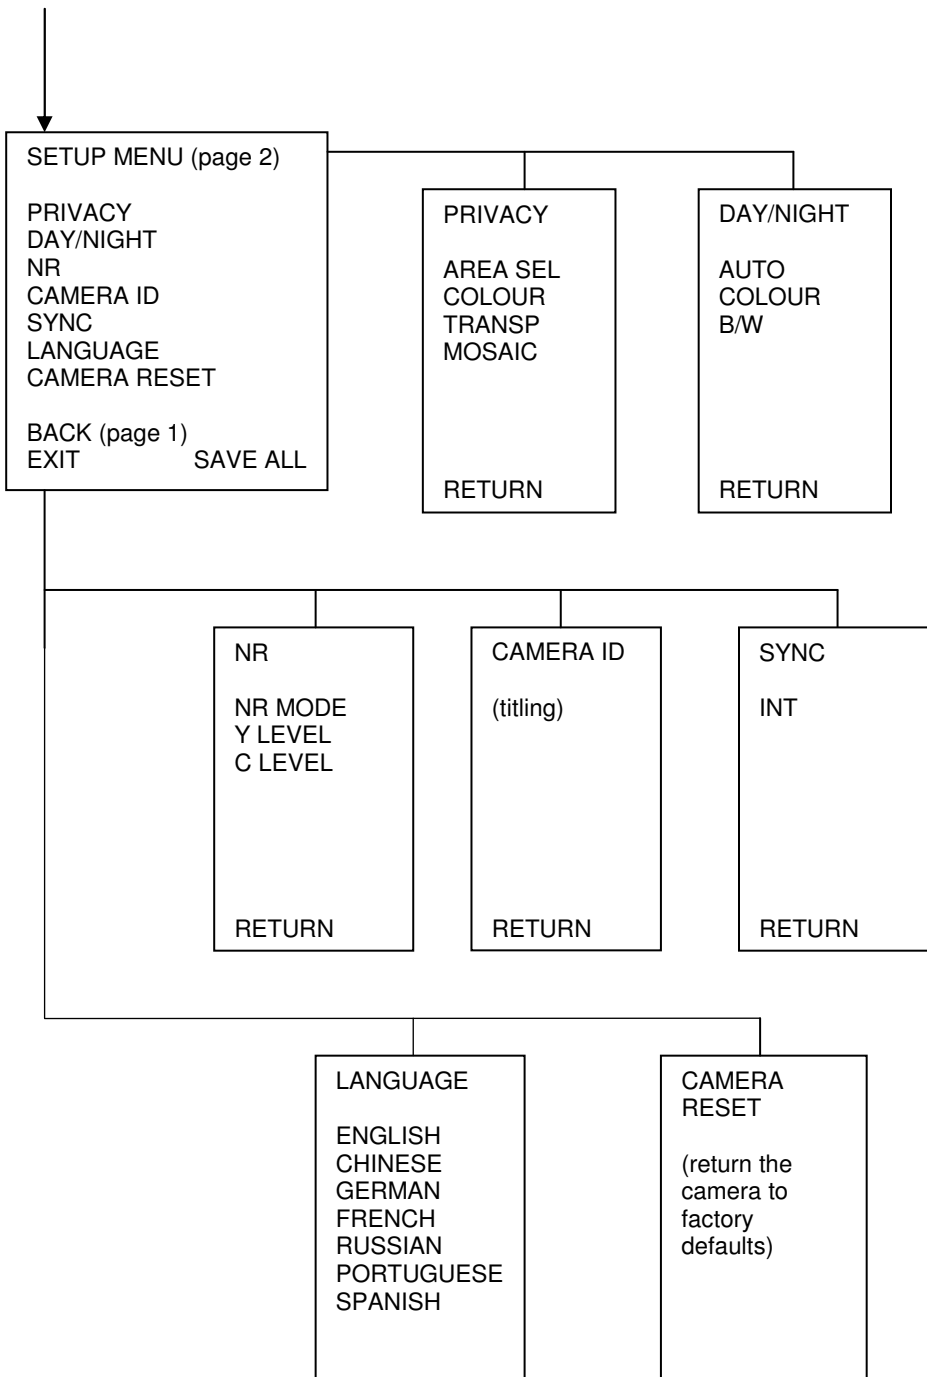 SETUP MENU (page 2)
PRIVACY
DAY/NIGHT
NR
CAMERA ID
SYNC
LANGUAGE
CAMERA RESET
BACK (page 1)
EXIT SAVE ALL
PRIVACY
AREA SEL
COLOUR
TRANSP
MOSAIC
RETURN
DAY/NIGHT
AUTO
COLOUR
B/W
RETURN
NR
NR MODE
Y LEVEL
C LEVEL
RETURN
CAMERA ID
(titling)
RETURN
SYNC
INT
RETURN
LANGUAGE
ENGLISH
CHINESE
GERMAN
FRENCH
RUSSIAN
PORTUGUESE
SPANISH
CAMERA
RESET
(return the
camera to
factory
defaults)